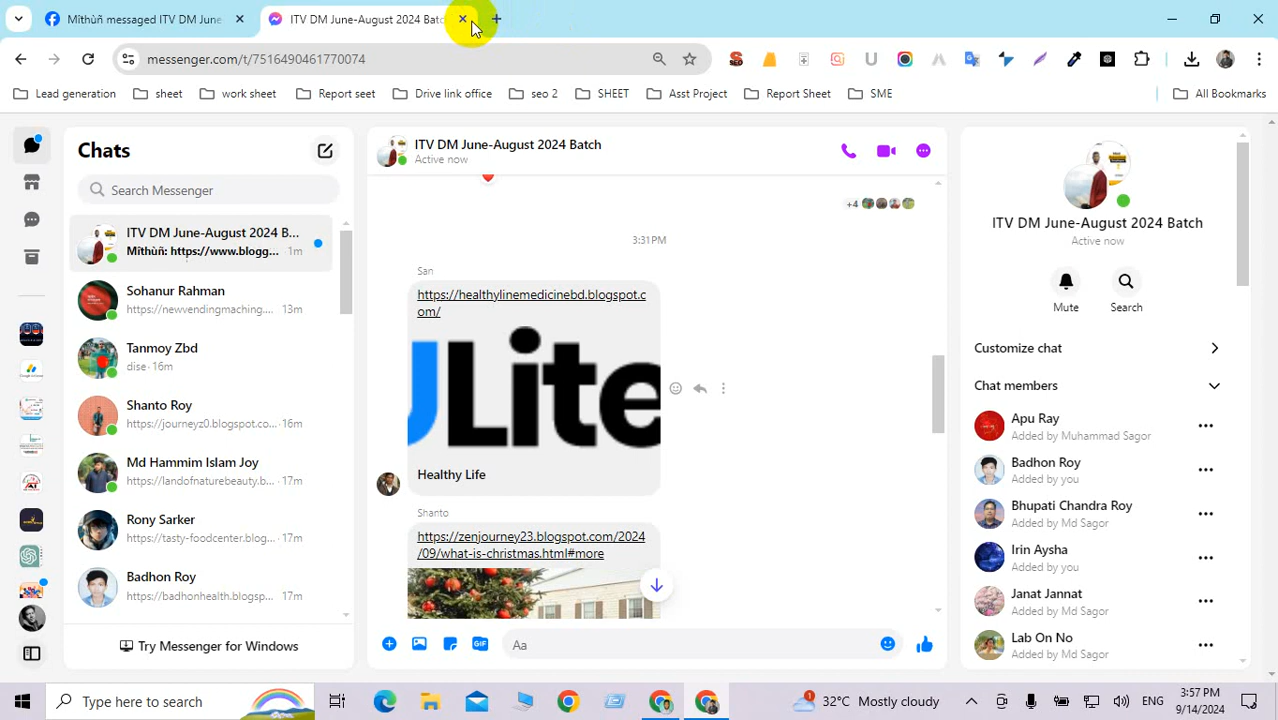 Mîthùñ messaged ITV DM June
ITV DM June-August 2024 Batc
messenger.com/t/7516490461770074
Lead generation
sheet
work sheet
Report seet
Drive link office
seo 2
SHEET
Asst Project
Report Sheet
SME
All Bookmarks
Chats
Search Messenger
ITV DM June-August 2024 B...
Mîthùñ: https://www.blogg... · 1m
Sohanur Rahman
https://newvendingmaching.... · 13m
Tanmoy Zbd
dise · 16m
Shanto Roy
https://journeyz0.blogspot.co... · 16m
Md Hammim Islam Joy
https://landofnaturebeauty.b... · 17m
Rony Sarker
https://tasty-foodcenter.blog... · 17m
Badhon Roy
https://badhonhealth.blogsp... · 17m
Try Messenger for Windows
ITV DM June-August 2024 Batch
Active now
+4
3:31 PM
San
https://healthylinemedicinebd.blogspot.c
om/
Lite
Healthy Life
Shanto
https://zenjourney23.blogspot.com/2024
/09/what-is-christmas.html#more
GIF
Aa
ITV DM June-August 2024 Batch
Active now
Mute
Search
Customize chat
Chat members
Apu Ray
Added by Muhammad Sagor
Badhon Roy
Added by you
Bhupati Chandra Roy
Added by Md Sagor
Irin Aysha
Added by you
Janat Jannat
Added by Md Sagor
Lab On No
Added by Md Sagor
Type here to search
1
32°C Mostly cloudy
ENG
3:57 PM
9/14/2024